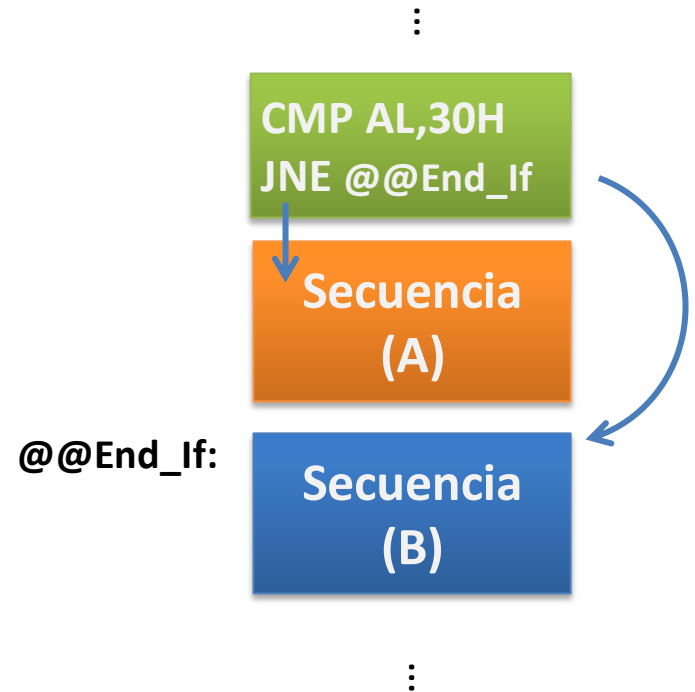 ⋮
CMP AL,30H
JNE @@End_If
Secuencia
(A)
@@End_If:
Secuencia
(B)
⋮